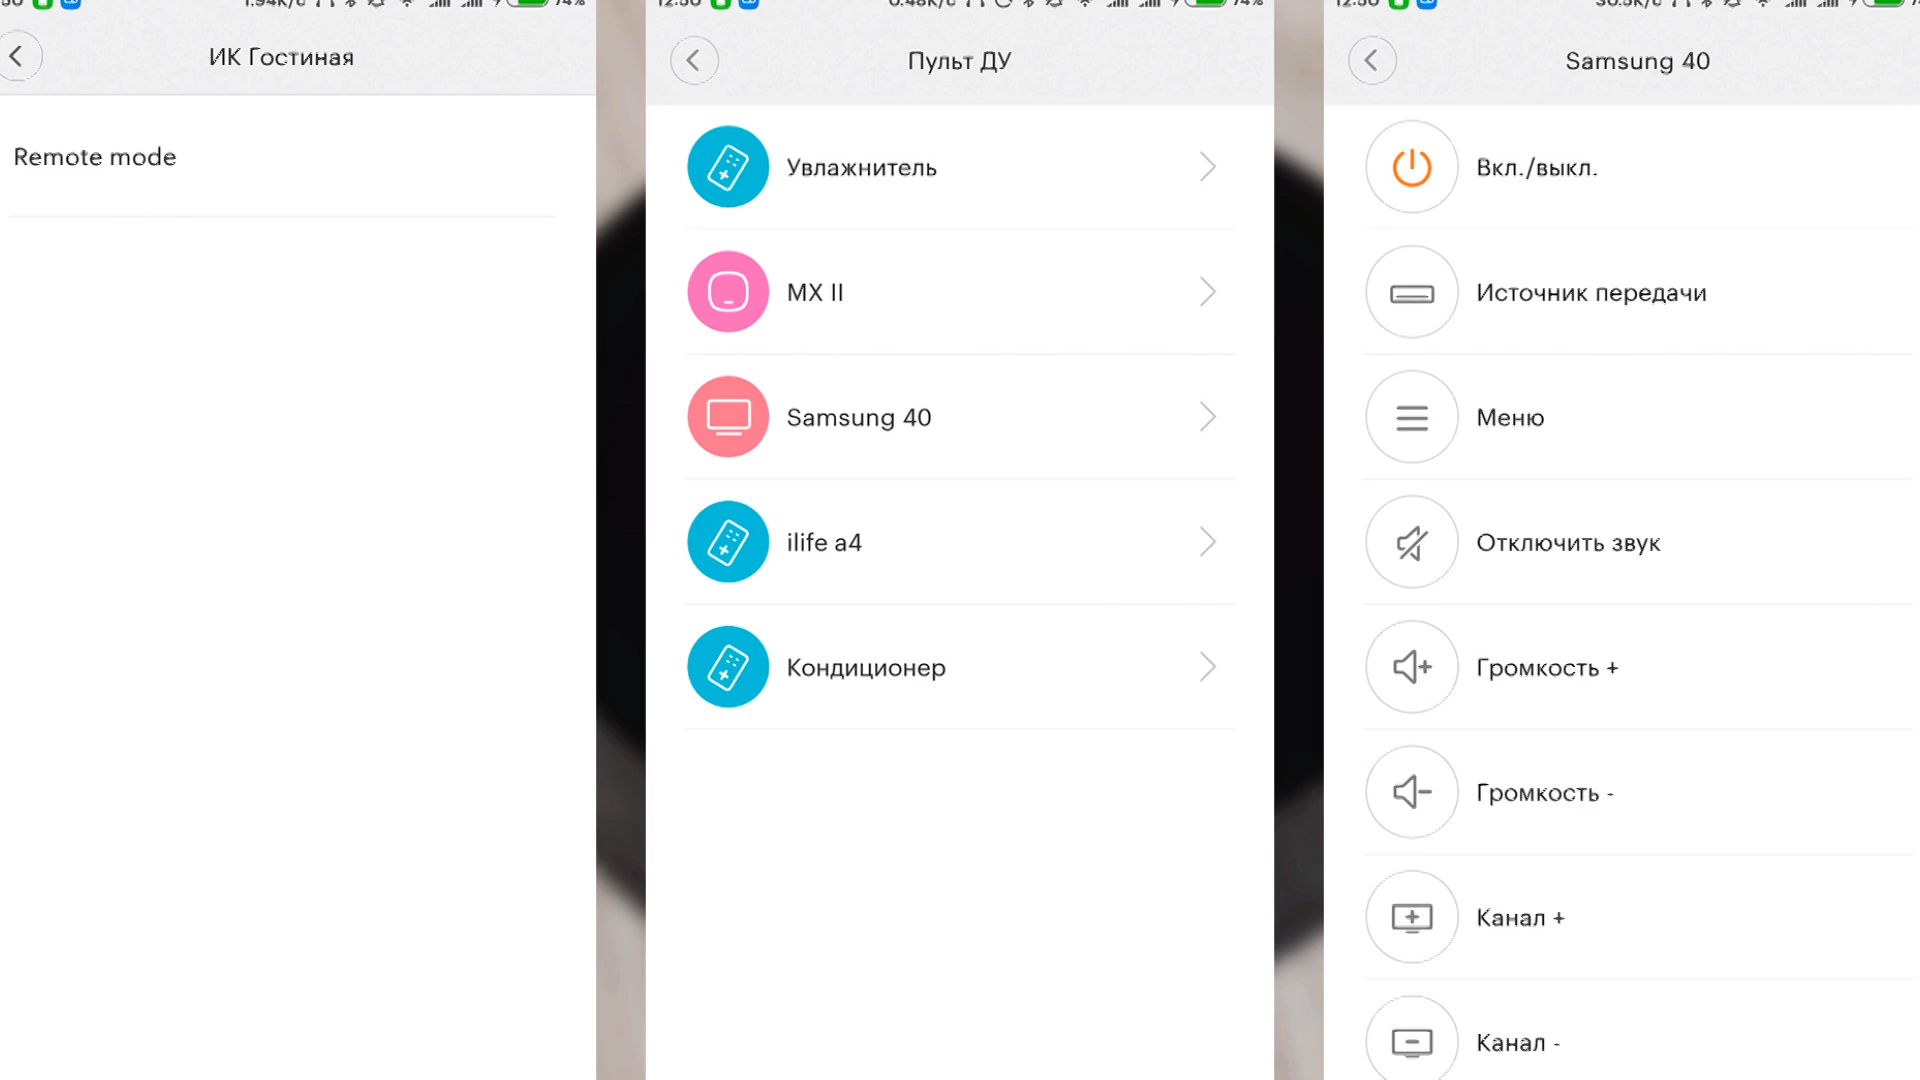 ИК Гостиная
Remote mode
Пульт ДУ
Увлажнитель
MX II
Samsung 40
ilife a4
Кондиционер
Samsung 40
Вкл./выкл.
Источник передачи
Меню
Отключить звук
Громкость +
Громкость -
Канал +
Канал -